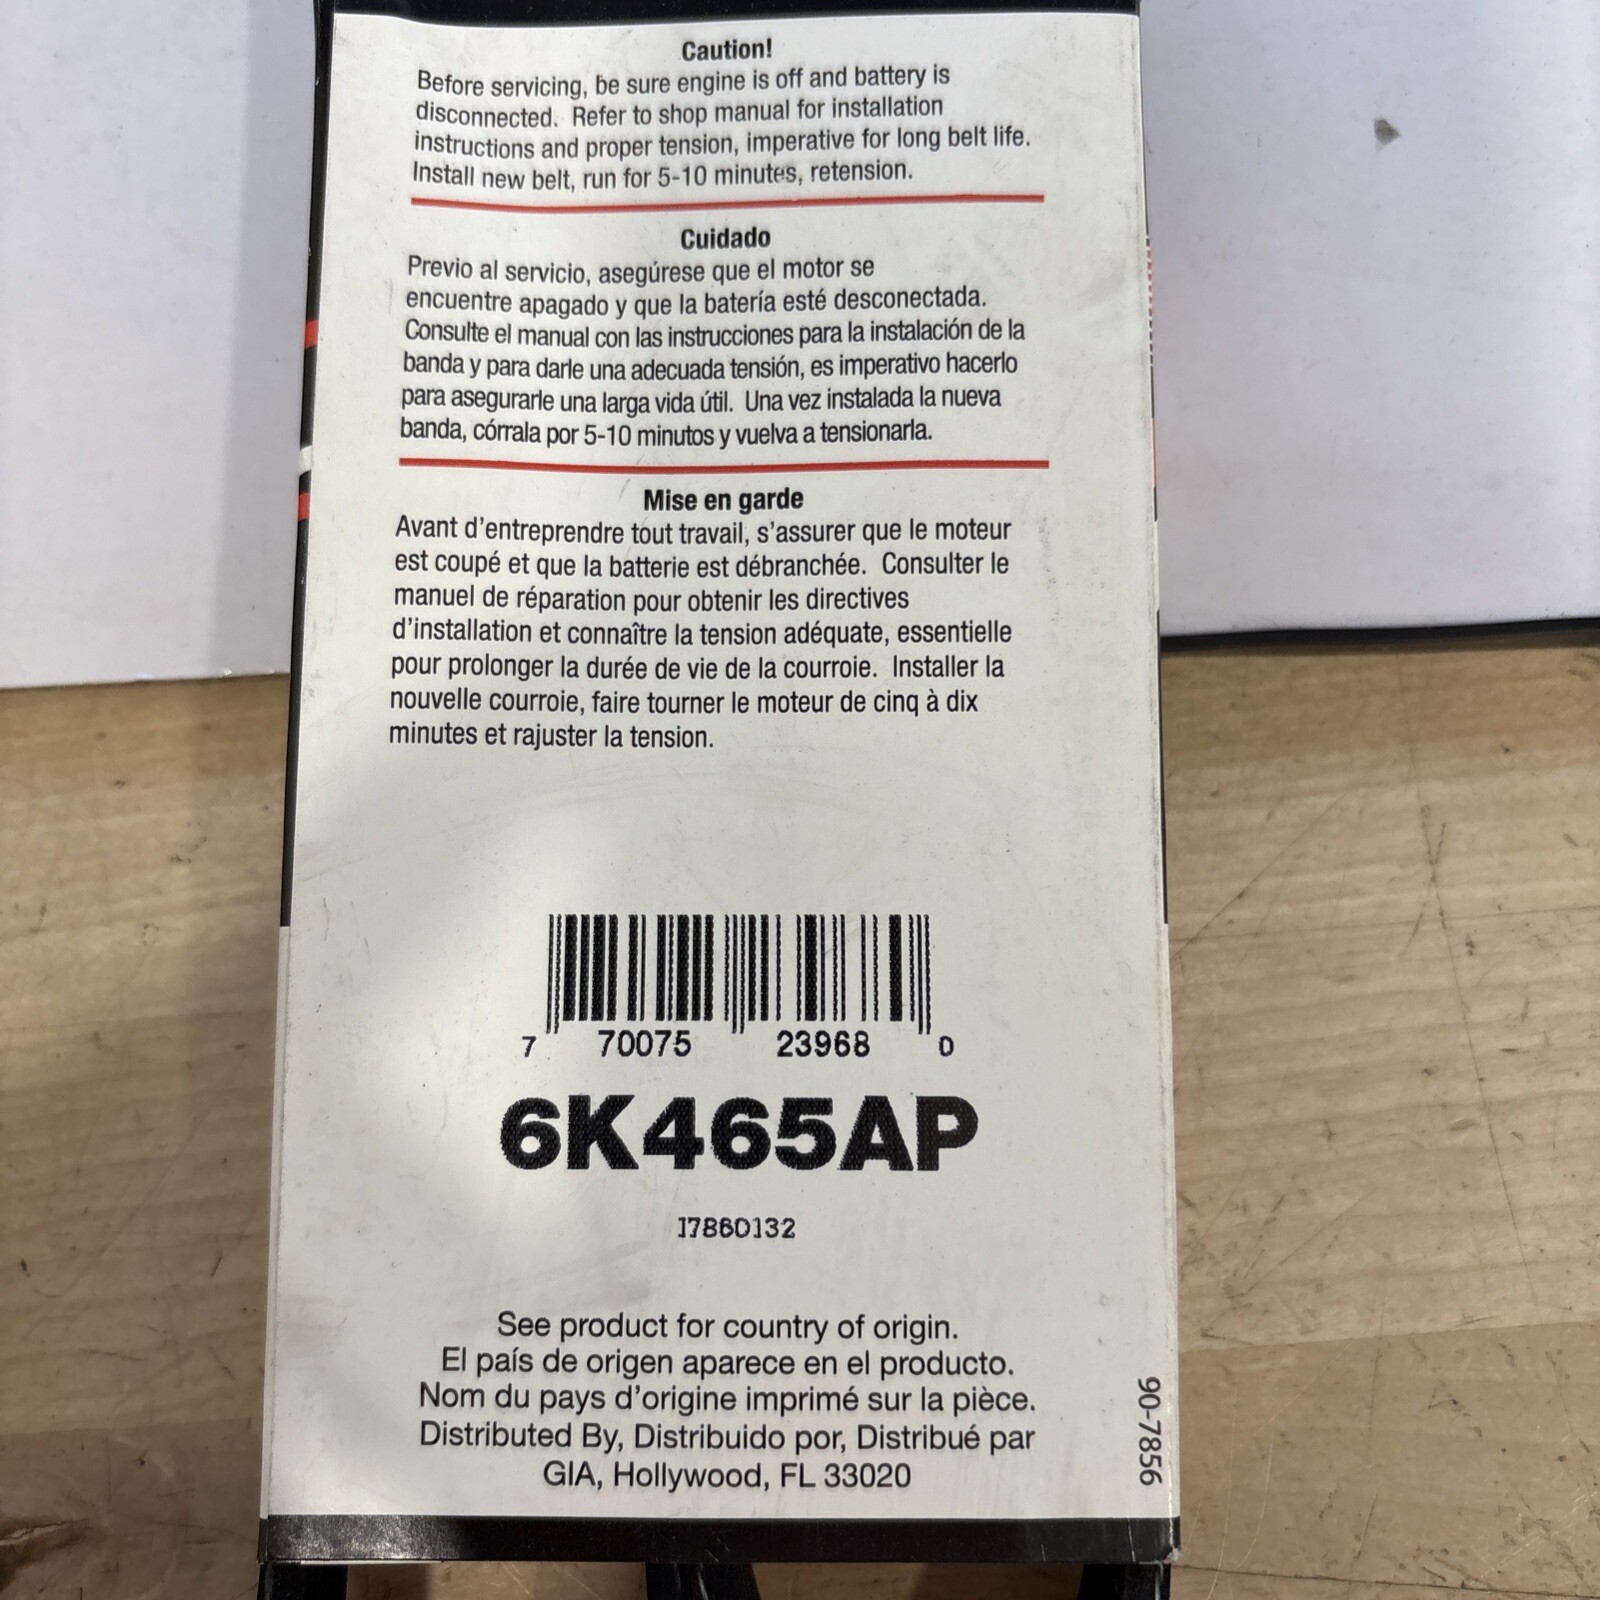 Caution!
Before servicing, be sure engine is off and battery is
disconnected. Refer to shop manual for installation
instructions and proper tension, imperative for long belt life.
Install new belt, run for 5-10 minutes, retension.
Cuidado
Previo al servicio, asegúrese que el motor se
encuentre apagado y que la batería esté desconectada.
Consulte el manual con las instrucciones para la instalación de la
banda y para darle una adecuada tensión, es imperativo hacerlo
para asegurarle una larga vida útil. Una vez instalada la nueva
banda, córrala por 5-10 minutos y vuelva a tensionarla.
Mise en garde
Avant d'entreprendre tout travail, s'assurer que le moteur
est coupé et que la batterie est débranchée. Consulter le
manuel de réparation pour obtenir les directives
d'installation et connaître la tension adéquate, essentielle
pour prolonger la durée de vie de la courroie. Installer la
nouvelle courroie, faire tourner le moteur de cinq à dix
minutes et rajuster la tension.
7 70075 23968 0
6K465AP
17860132
See product for country of origin.
El país de origen aparece en el producto.
Nom du pays d'origine imprimé sur la pièce.
Distributed By, Distribuido por, Distribué par
GIA, Hollywood, FL 33020
90-7856